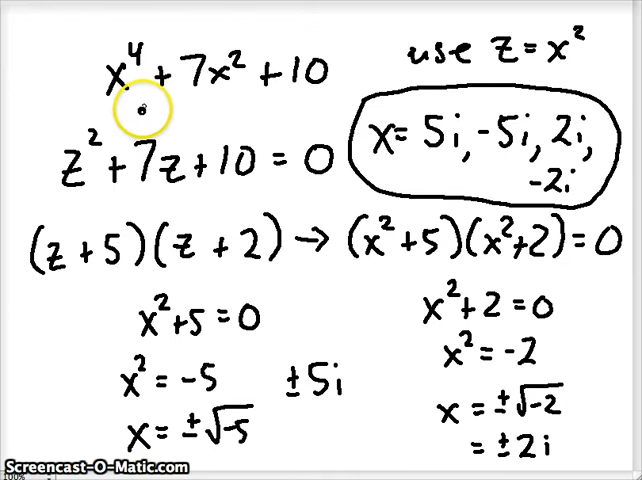 x⁴ + 7x² + 10
use z = x²
z² + 7z + 10 = 0
x = 5i, -5i, 2i,
-2i
(z + 5)(z + 2) → (x² + 5)(x² + 2) = 0
x² + 5 = 0
x² = -5
±5i
x = ±√-5
x² + 2 = 0
x² = -2
x = ±√-2
= ±2i
Screencast-O-Matic.com
100%